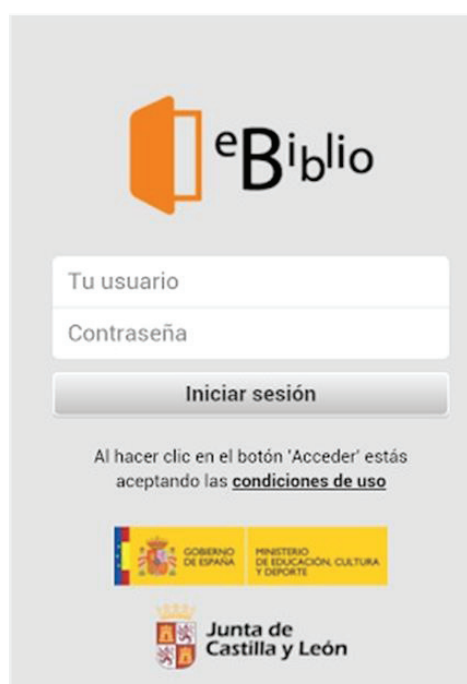 eBiblio
Tu usuario
Contraseña
Iniciar sesión
Al hacer clic en el botón 'Acceder' estás
aceptando las condiciones de uso
GOBIERNO
DE ESPAÑA
MINISTERIO
DE EDUCACIÓN, CULTURA
Y DEPORTE
Junta de
Castilla y León